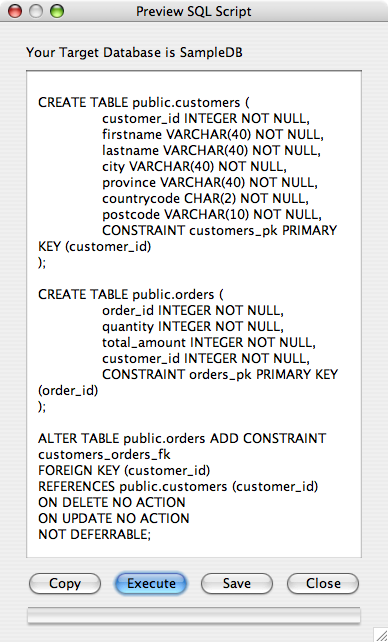 Preview SQL Script
Your Target Database is SampleDB
CREATE TABLE public.customers (
customer_id INTEGER NOT NULL,
firstname VARCHAR(40) NOT NULL,
lastname VARCHAR(40) NOT NULL,
city VARCHAR(40) NOT NULL,
province VARCHAR(40) NOT NULL,
countrycode CHAR(2) NOT NULL,
postcode VARCHAR(10) NOT NULL,
CONSTRAINT customers_pk PRIMARY
KEY (customer_id)
);
CREATE TABLE public.orders (
order_id INTEGER NOT NULL,
quantity INTEGER NOT NULL,
total_amount INTEGER NOT NULL,
customer_id INTEGER NOT NULL,
CONSTRAINT orders_pk PRIMARY KEY
(order_id)
);
ALTER TABLE public.orders ADD CONSTRAINT
customers_orders_fk
FOREIGN KEY (customer_id)
REFERENCES public.customers (customer_id)
ON DELETE NO ACTION
ON UPDATE NO ACTION
NOT DEFERRABLE;
Copy Execute Save Close